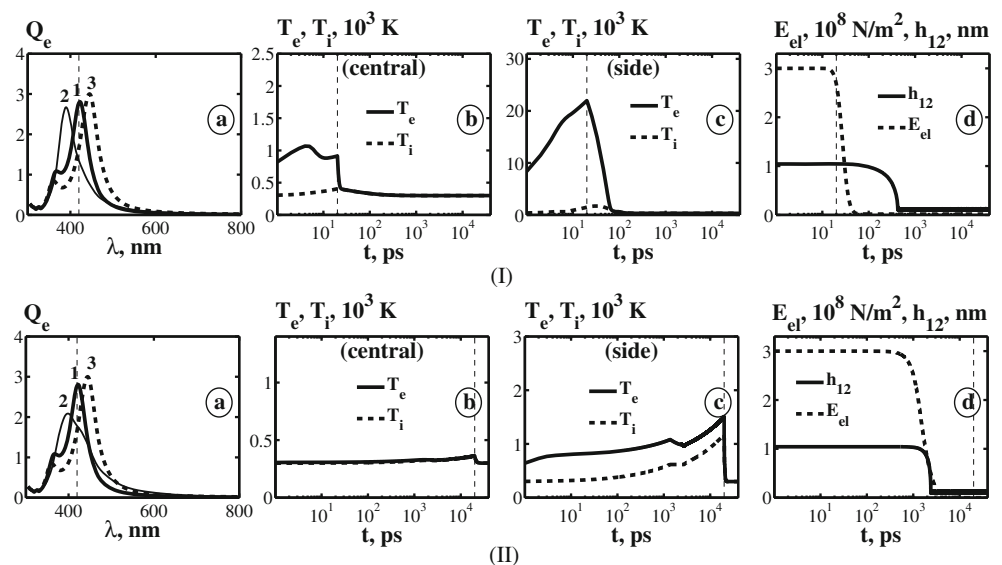 Q_e
4
3
2
1
0
400 600 800
λ, nm
2 1 3
a
T_e, T_i, 10^3 K
2.5
2
1.5
1
0.5
0
10^1 10^2 10^3 10^4
t, ps
(central)
T_e
T_i
b
T_e, T_i, 10^3 K
30
20
10
0
10^1 10^2 10^3 10^4
t, ps
(side)
T_e
T_i
c
E_el, 10^8 N/m^2, h_12, nm
3
2
1
0
10^1 10^2 10^3 10^4
t, ps
h_12
E_el
d
(I)
Q_e
4
3
2
1
0
400 600 800
λ, nm
2 1 3
a
T_e, T_i, 10^3 K
1
0.5
0
10^1 10^2 10^3 10^4
t, ps
(central)
T_e
T_i
b
T_e, T_i, 10^3 K
3
2
1
0
10^1 10^2 10^3 10^4
t, ps
(side)
T_e
T_i
c
E_el, 10^8 N/m^2, h_12, nm
3
2
1
0
10^1 10^2 10^3 10^4
t, ps
h_12
E_el
d
(II)